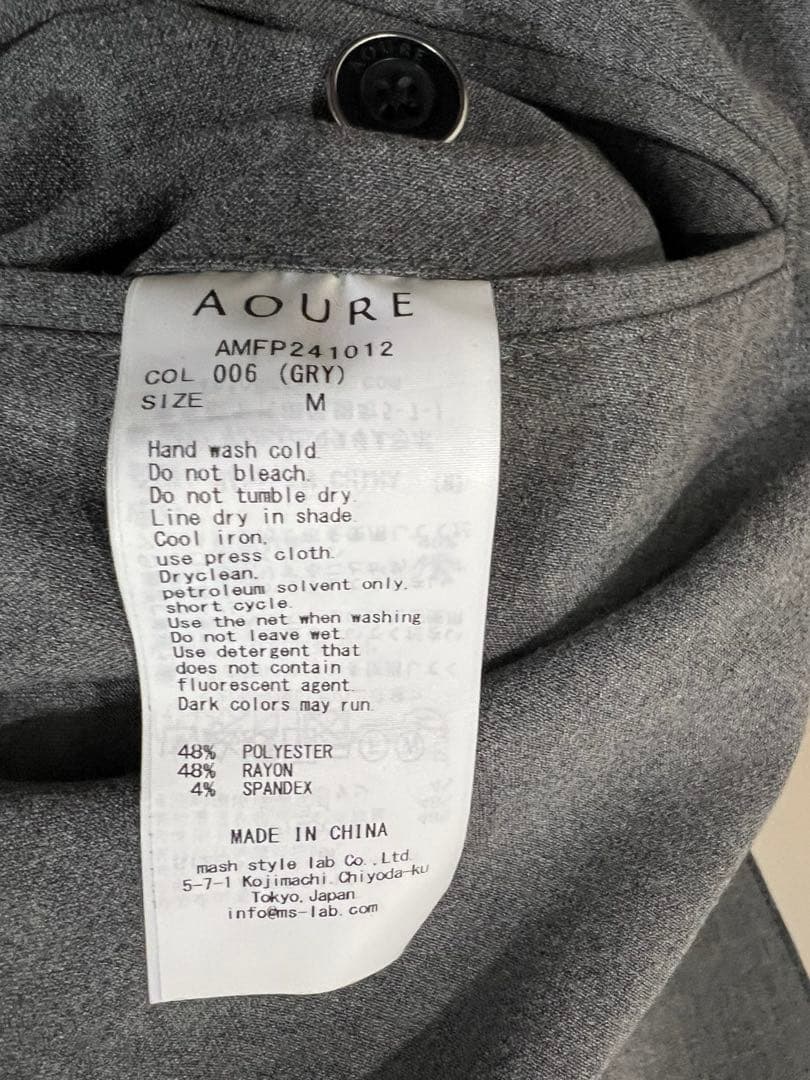 AOURE
AOURE
AMFP241012
COL 006 (GRY)
SIZE M
Hand wash cold.
Do not bleach.
Do not tumble dry.
Line dry in shade.
Cool iron.
use press cloth.
Dryclean.
petroleum solvent only.
short cycle.
Use the net when washing
Do not leave wet.
Use detergent that
does not contain
fluorescent agent.
Dark colors may run.
48% POLYESTER
48% RAYON
4% SPANDEX
MADE IN CHINA
mash style lab Co.,Ltd.
5-7-1 Kojimachi.Chiyoda-ku
Tokyo, Japan
info@ms-lab.com